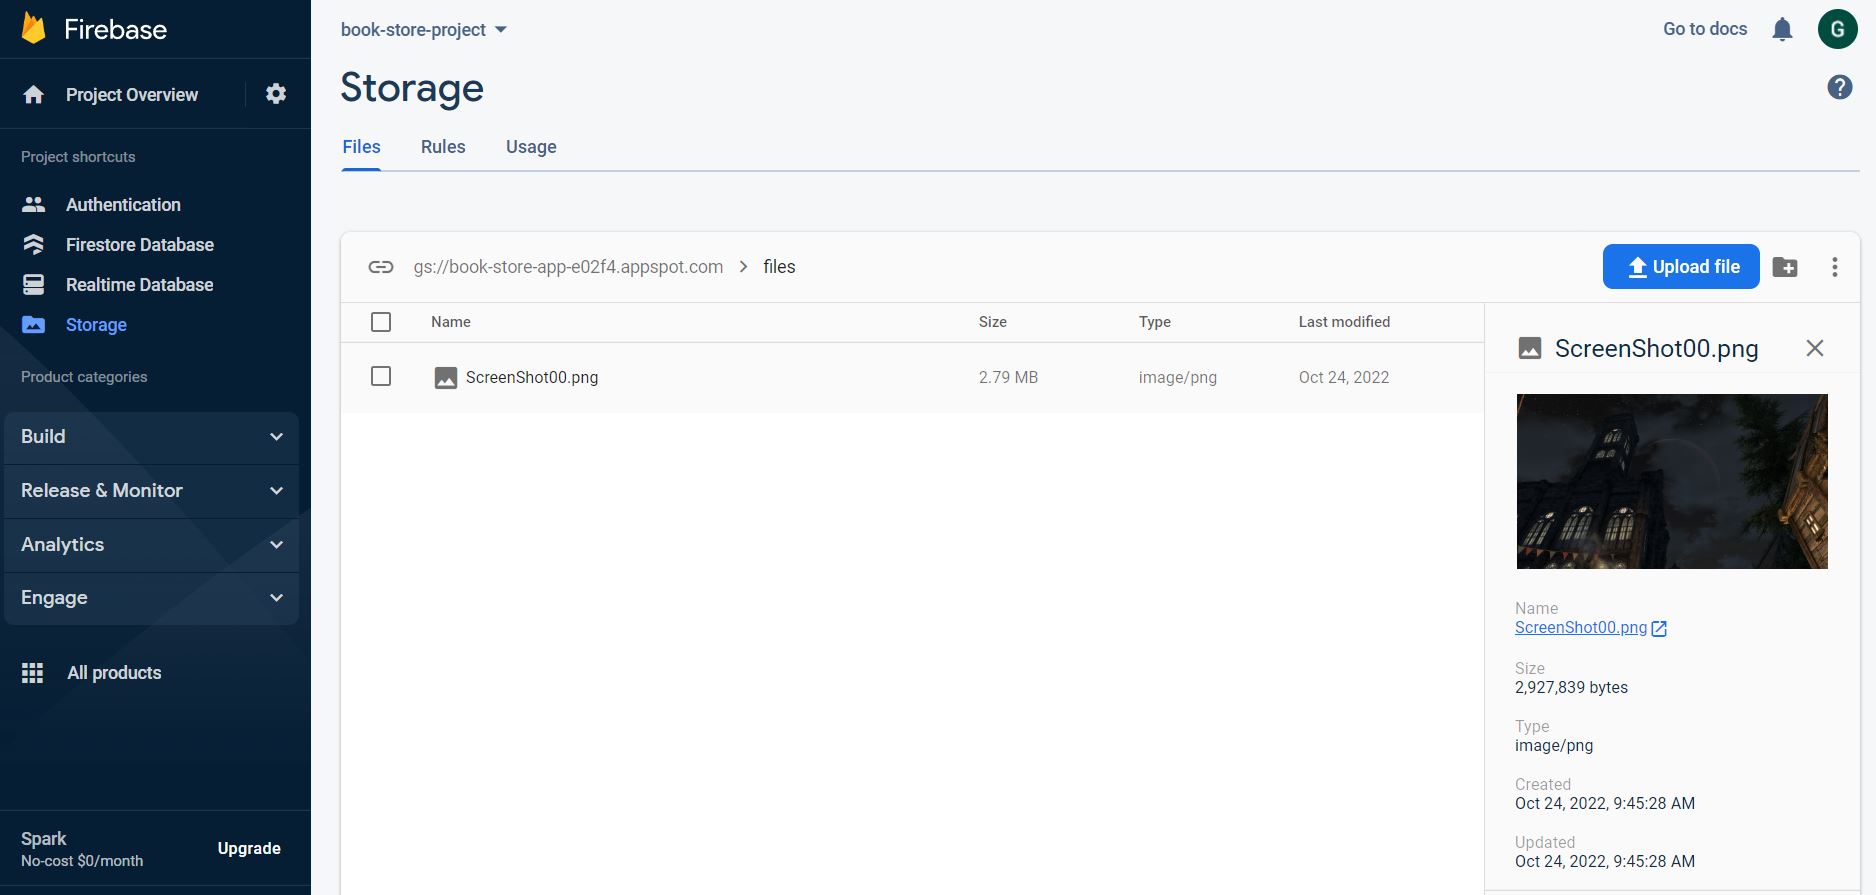 Firebase
book-store-project
Go to docs
G
Project Overview
Storage
?
Files Rules Usage
Project shortcuts
Authentication
Firestore Database
Realtime Database
Storage
Product categories
Build
Release & Monitor
Analytics
Engage
All products
Spark
No-cost $0/month
Upgrade
gs://book-store-app-e02f4.appspot.com > files
Upload file
Name Size Type Last modified
ScreenShot00.png 2.79 MB image/png Oct 24, 2022
ScreenShot00.png
Name
ScreenShot00.png
Size
2,927,839 bytes
Type
image/png
Created
Oct 24, 2022, 9:45:28 AM
Updated
Oct 24, 2022, 9:45:28 AM